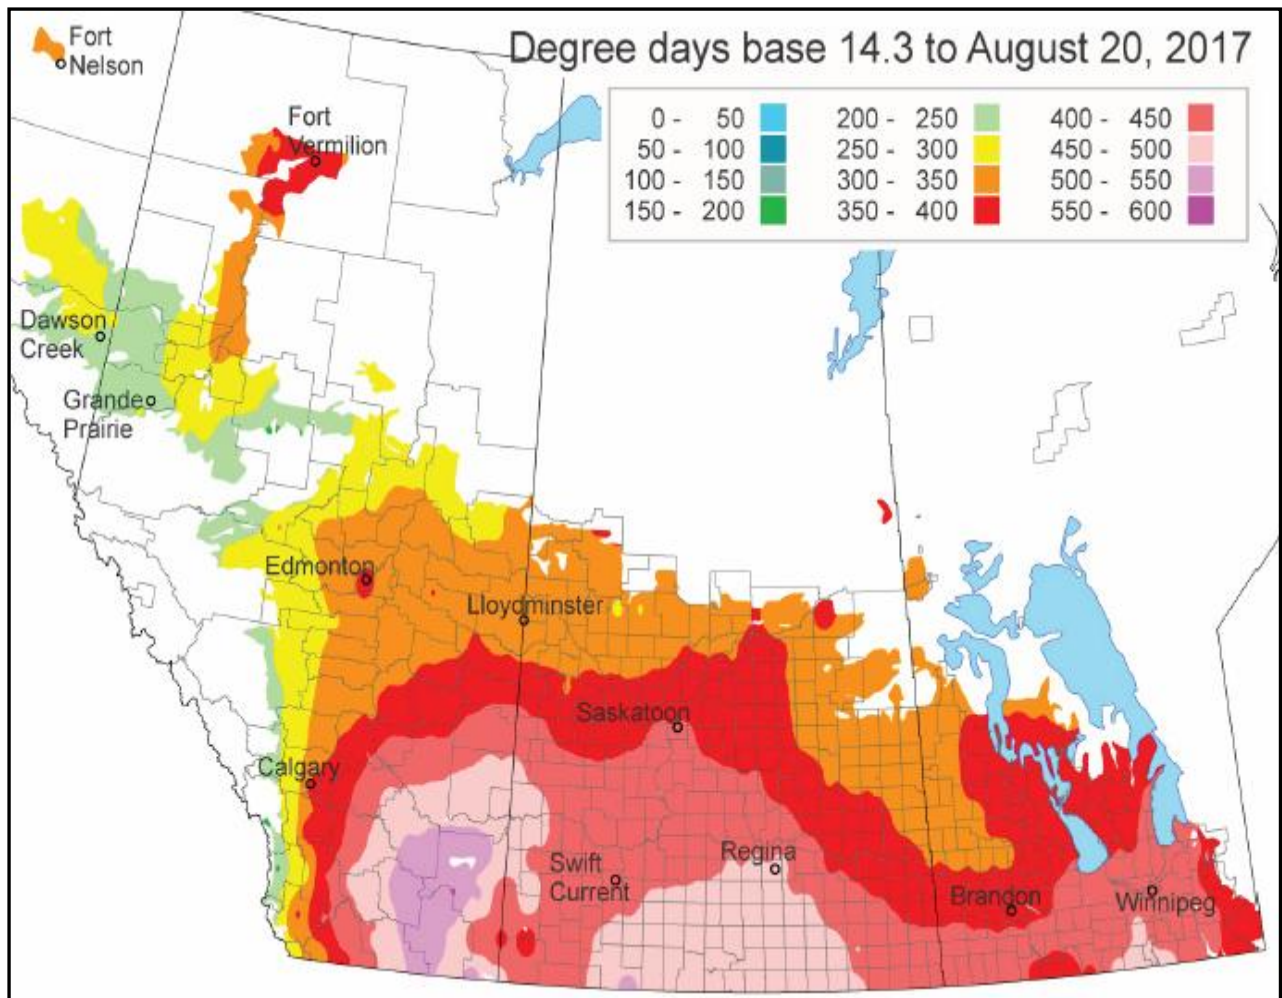 Degree days base 14.3 to August 20, 2017
0 - 50
50 - 100
100 - 150
150 - 200
200 - 250
250 - 300
300 - 350
350 - 400
400 - 450
450 - 500
500 - 550
550 - 600
Fort
Nelson
Fort
Vermilion
Dawson
Creek
Grande
Prairie
Edmonton
Lloydminster
Saskatoon
Calgary
Swift
Current
Regina
Brandon
Winnipeg